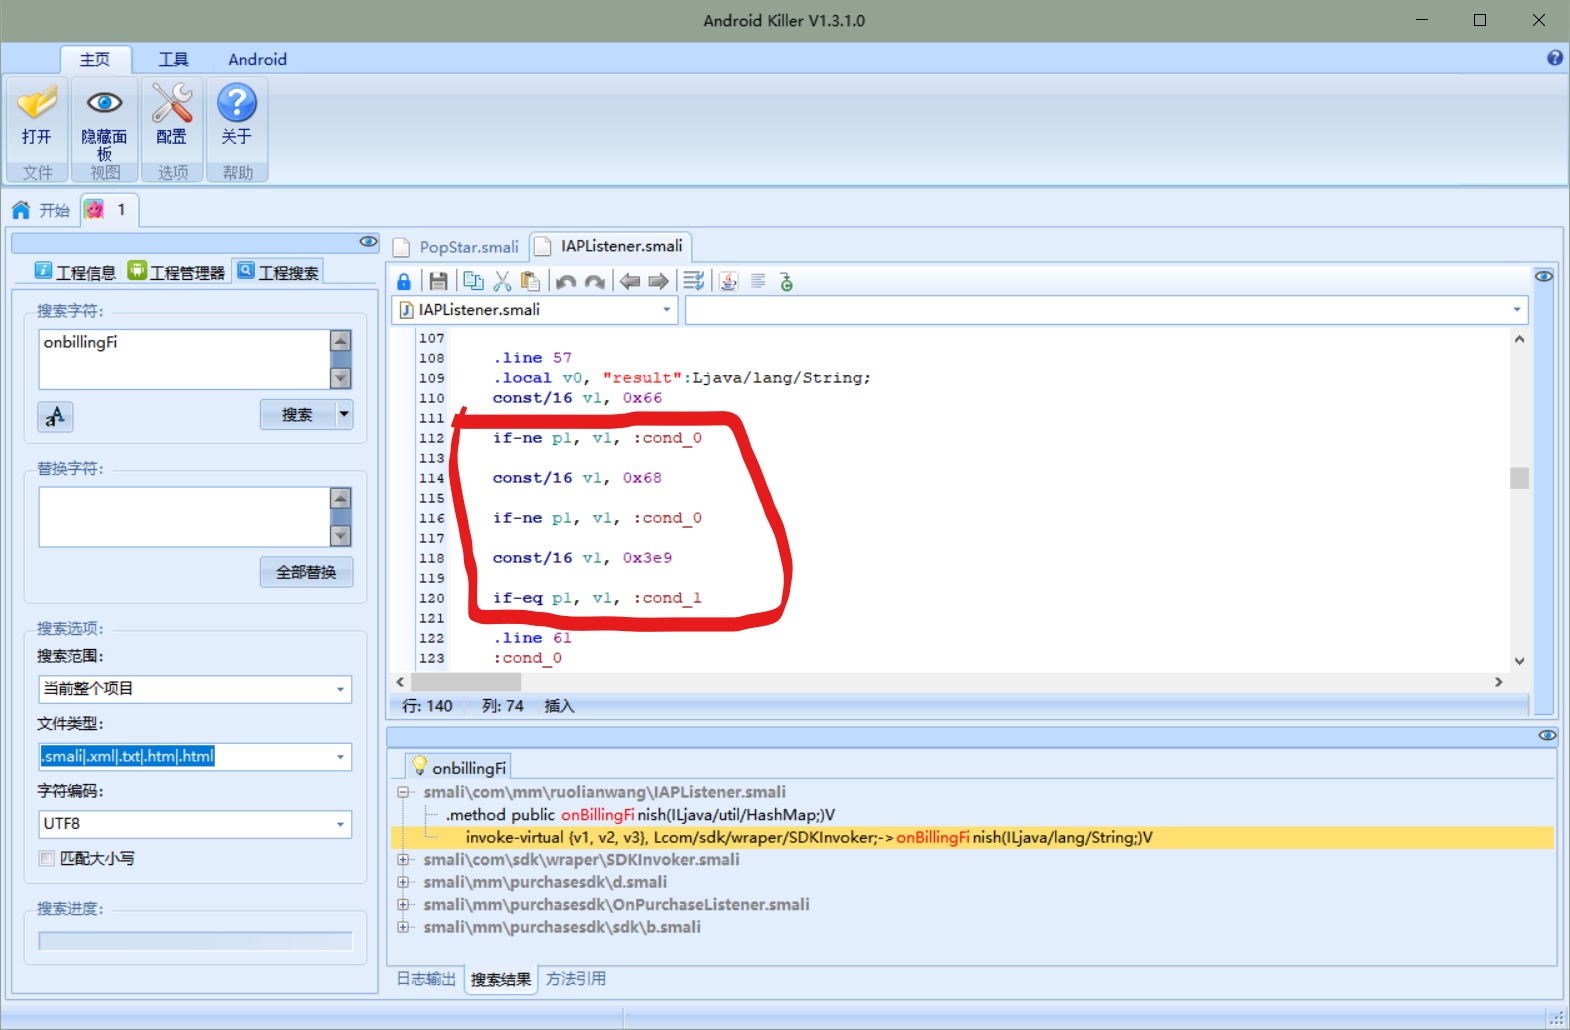 Android Killer V1.3.1.0
主页 工具 Android
打开 隐藏面板 配置 关于
文件 视图 选项 帮助
开始 1
工程信息 工程管理器 工程搜索
搜索字符:
onbillingFi
搜索
替换字符:
全部替换
搜索选项:
搜索范围:
当前整个项目
文件类型:
.smali|.xml|.txt|.htm|.html
字符编码:
UTF8
匹配大小写
搜索进度:
PopStar.smali IAPListener.smali
IAPListener.smali
107
108 .line 57
109 .local v0, "result":Ljava/lang/String;
110 const/16 v1, 0x66
111
112 if-ne p1, v1, :cond_0
113
114 const/16 v1, 0x68
115
116 if-ne p1, v1, :cond_0
117
118 const/16 v1, 0x3e9
119
120 if-eq p1, v1, :cond_1
121
122 .line 61
123 :cond_0
行: 140 列: 74 插入
onbillingFi
smali\com\mm\ruolianwang\IAPListener.smali
.method public onBillingFinish(ILjava/util/HashMap;)V
invoke-virtual {v1, v2, v3}, Lcom/sdk/wraper/SDKInvoker;->onBillingFinish(ILjava/lang/String;)V
smali\com\sdk\wraper\SDKInvoker.smali
smali\mm\purchasesdk\d.smali
smali\mm\purchasesdk\OnPurchaseListener.smali
smali\mm\purchasesdk\sdk\b.smali
日志输出 搜索结果 方法引用